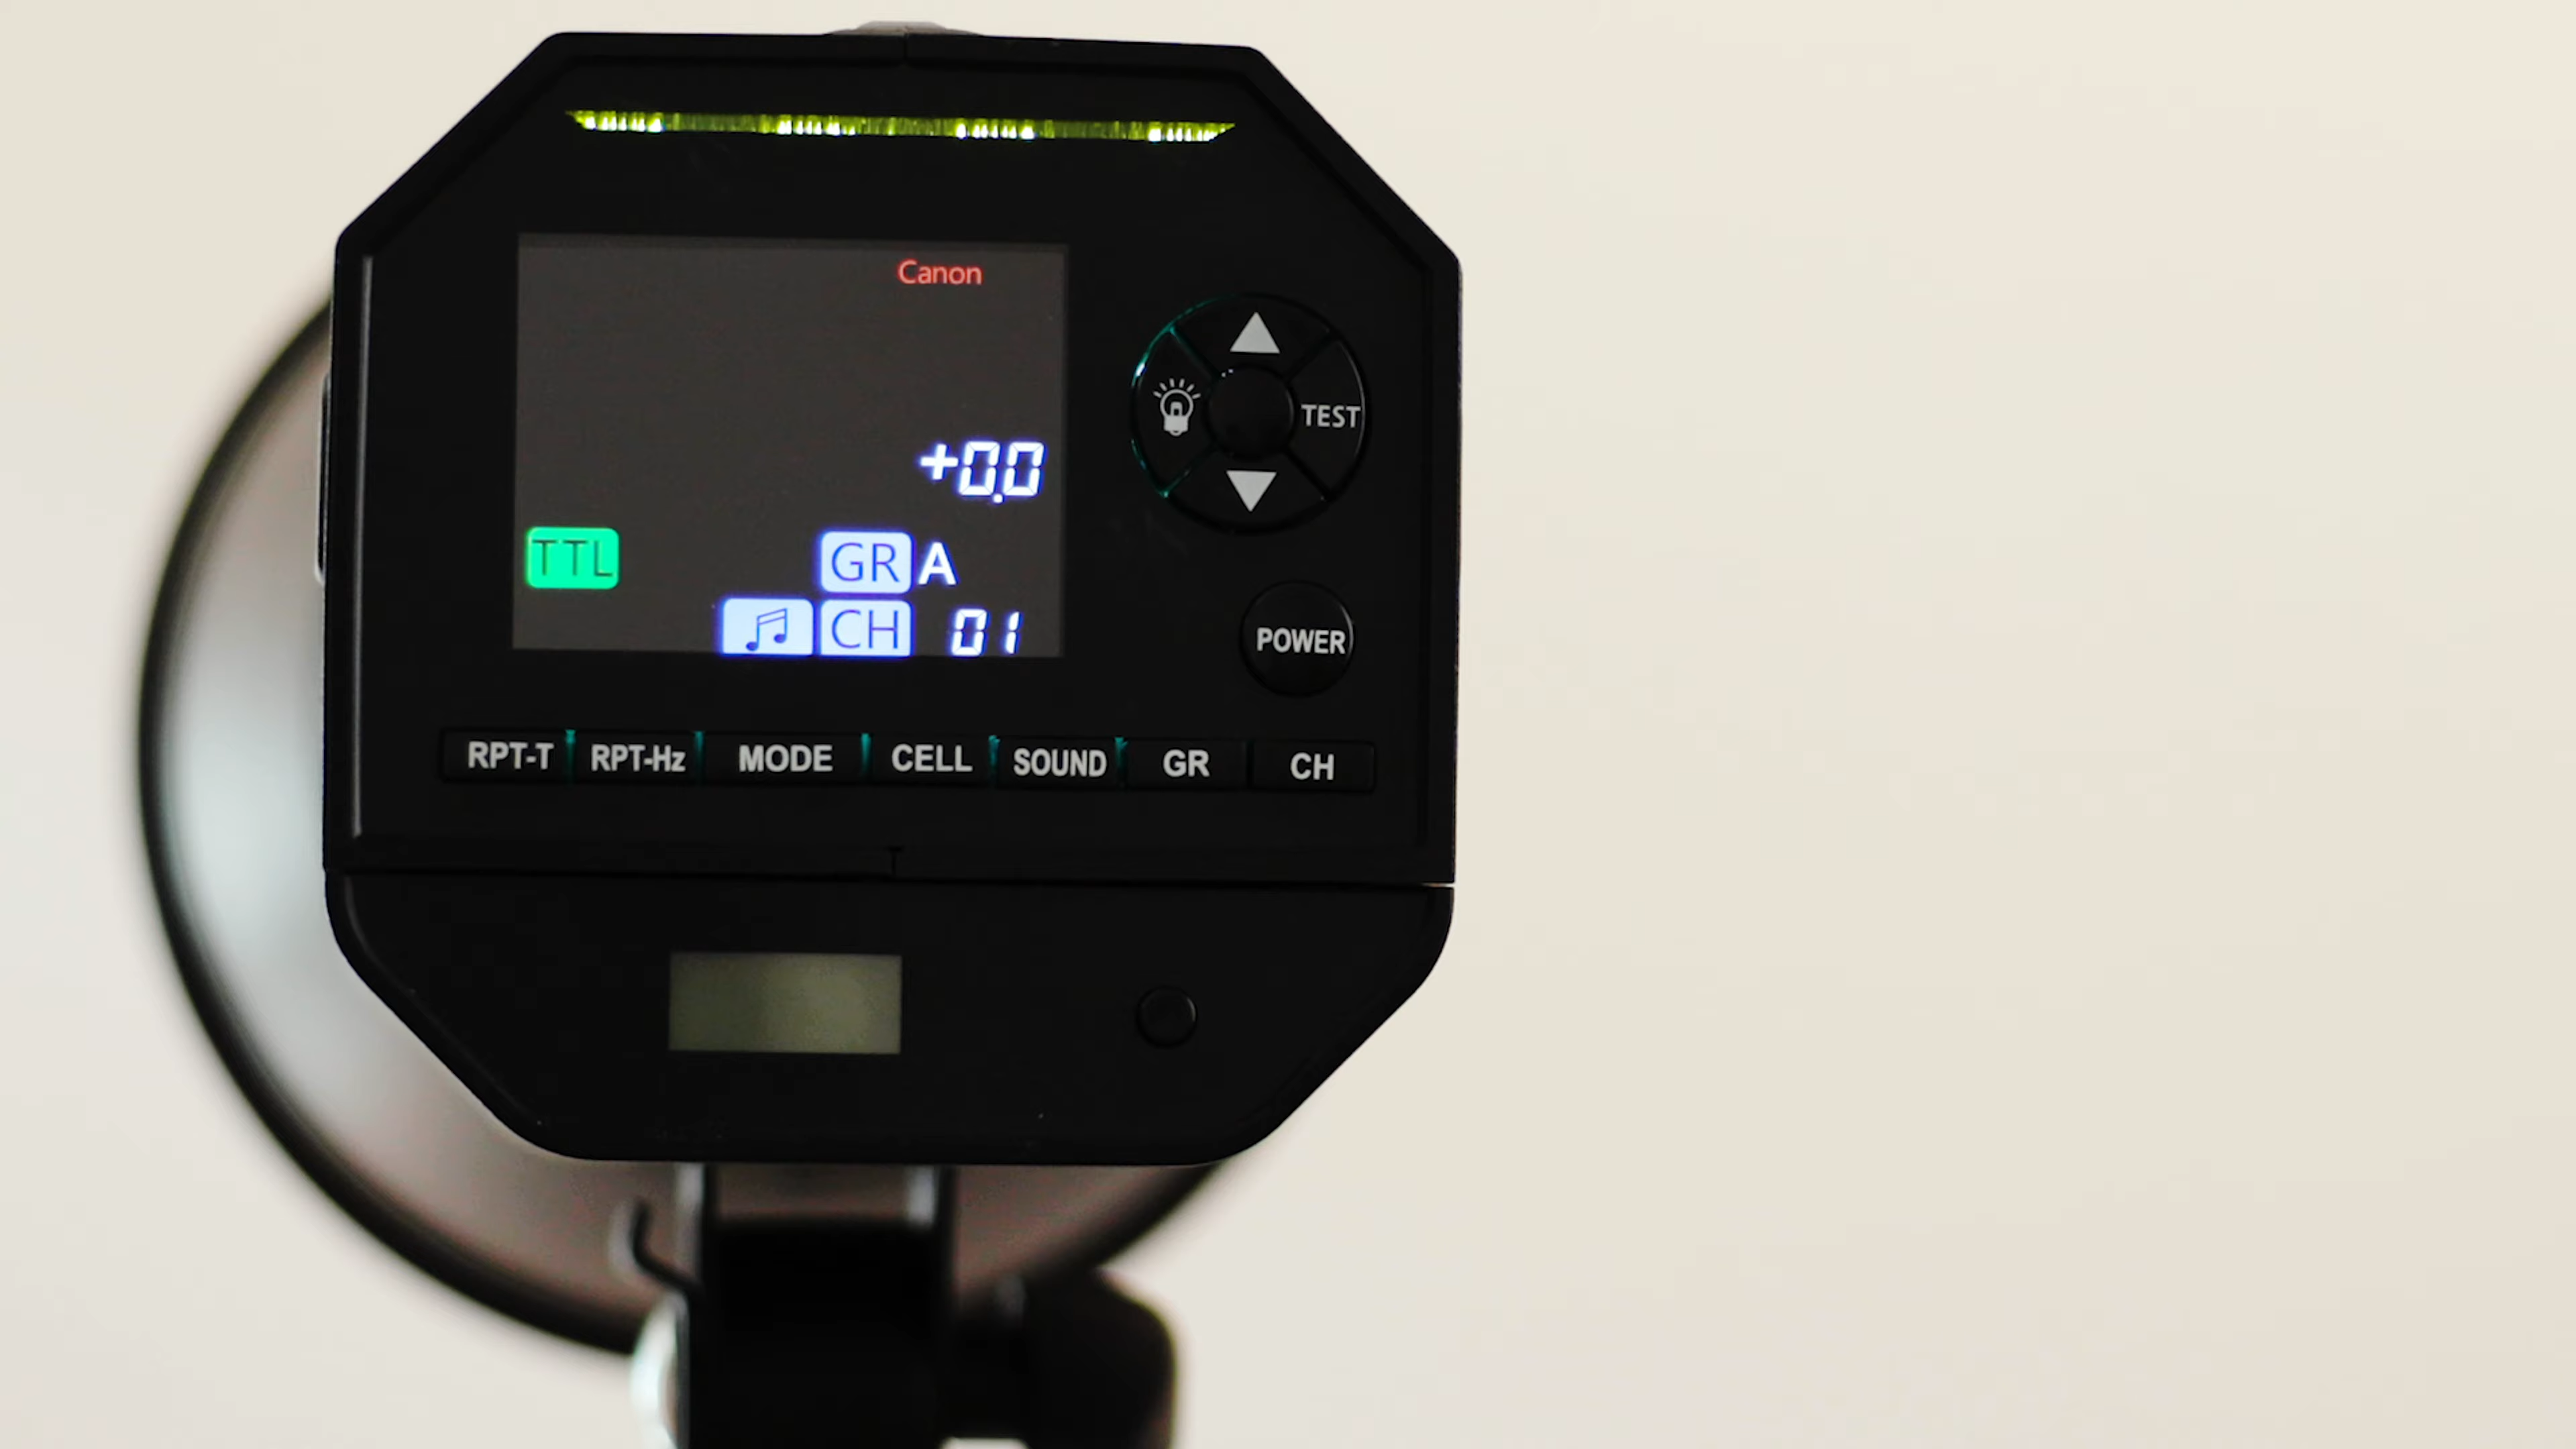 Canon
+0.0
TEST
TTL GR A
CH 01
POWER
RPT-T RPT-Hz MODE CELL SOUND GR CH